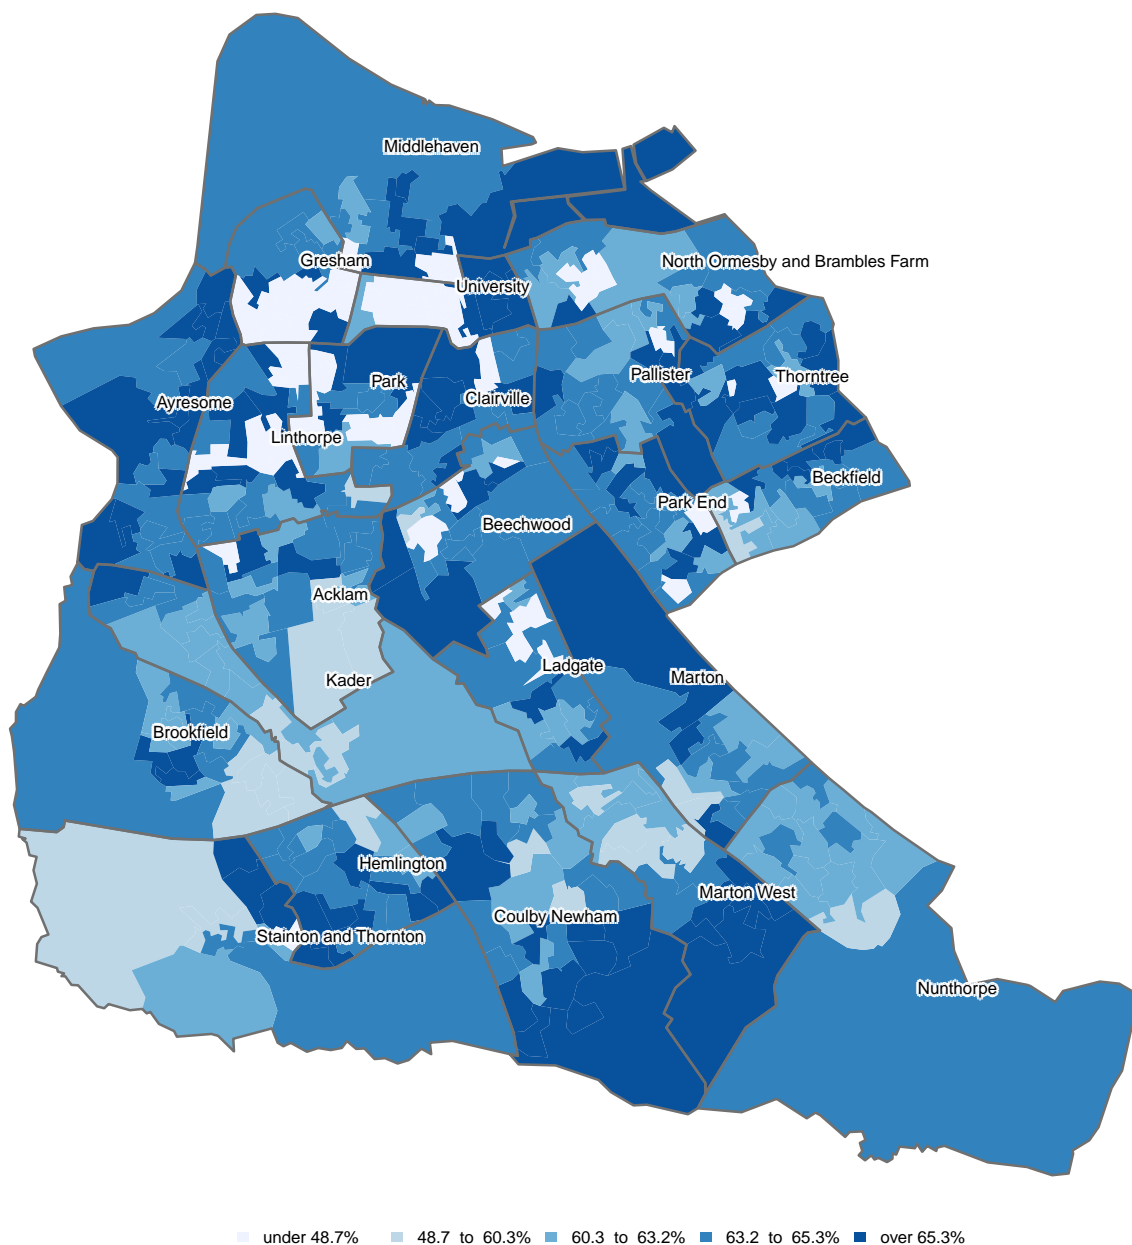 Middlehaven
Gresham
North Ormesby and Brambles Farm
University
Pallister
Thorntree
Park
Clairville
Ayresome
Linthorpe
Beckfield
Park End
Beechwood
Acklam
Ladgate
Marton
Kader
Brookfield
Hemlington
Marton West
Coulby Newham
Stainton and Thornton
Nunthorpe
under 48.7% 48.7 to 60.3% 60.3 to 63.2% 63.2 to 65.3% over 65.3%